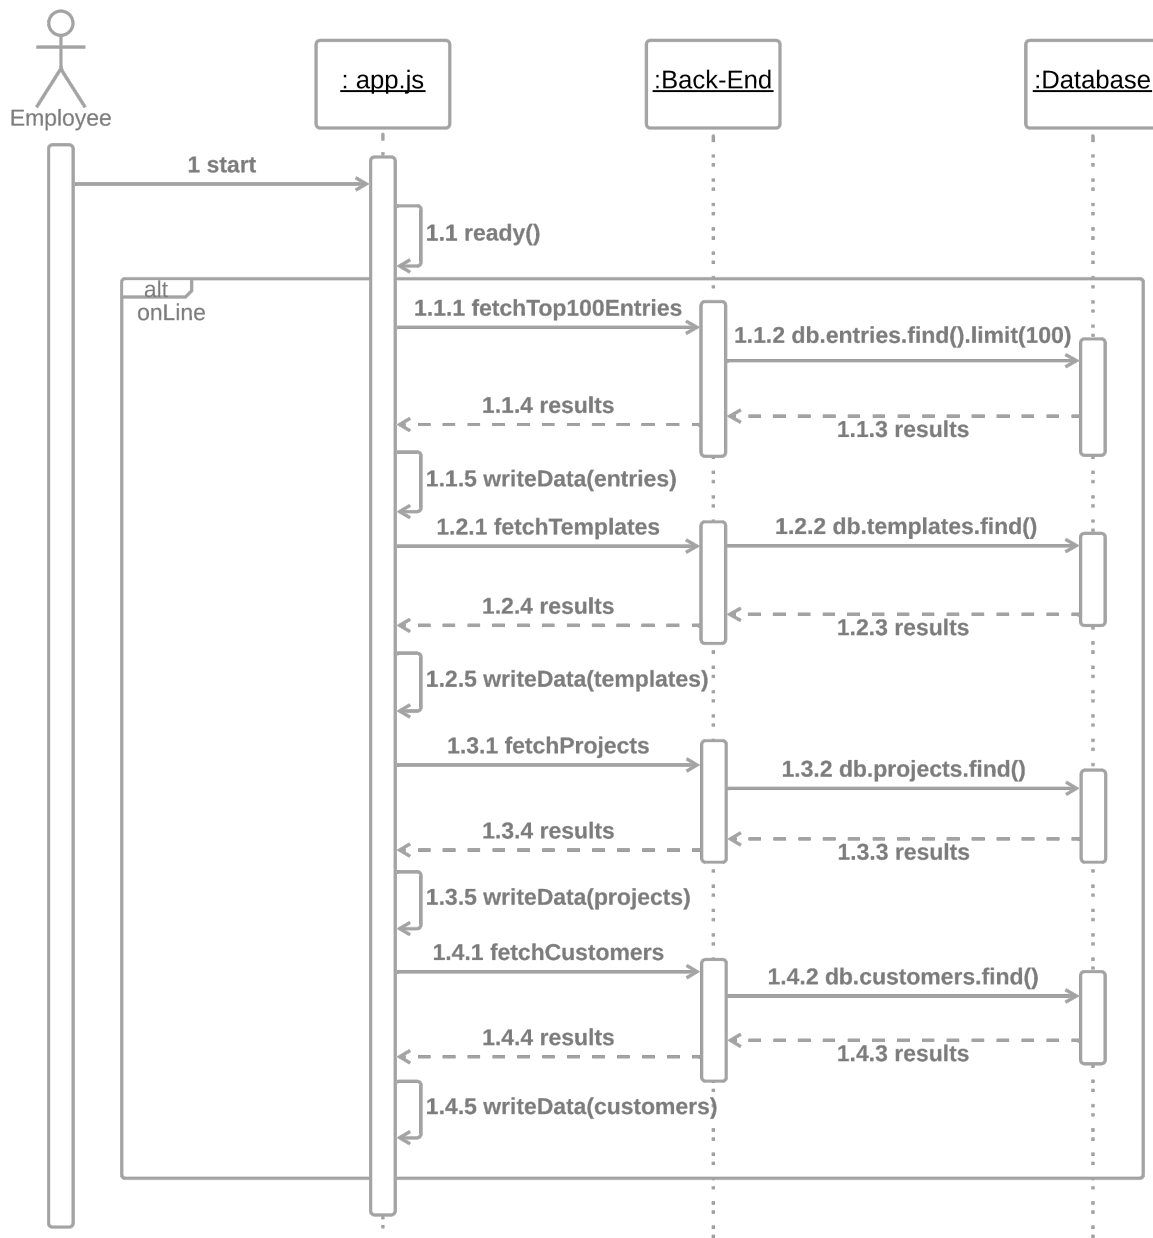 Employee
: app.js
:Back-End
:Database
1 start
1.1 ready()
alt
onLine
1.1.1 fetchTop100Entries
1.1.2 db.entries.find().limit(100)
1.1.4 results
1.1.3 results
1.1.5 writeData(entries)
1.2.1 fetchTemplates
1.2.2 db.templates.find()
1.2.4 results
1.2.3 results
1.2.5 writeData(templates)
1.3.1 fetchProjects
1.3.2 db.projects.find()
1.3.4 results
1.3.3 results
1.3.5 writeData(projects)
1.4.1 fetchCustomers
1.4.2 db.customers.find()
1.4.4 results
1.4.3 results
1.4.5 writeData(customers)